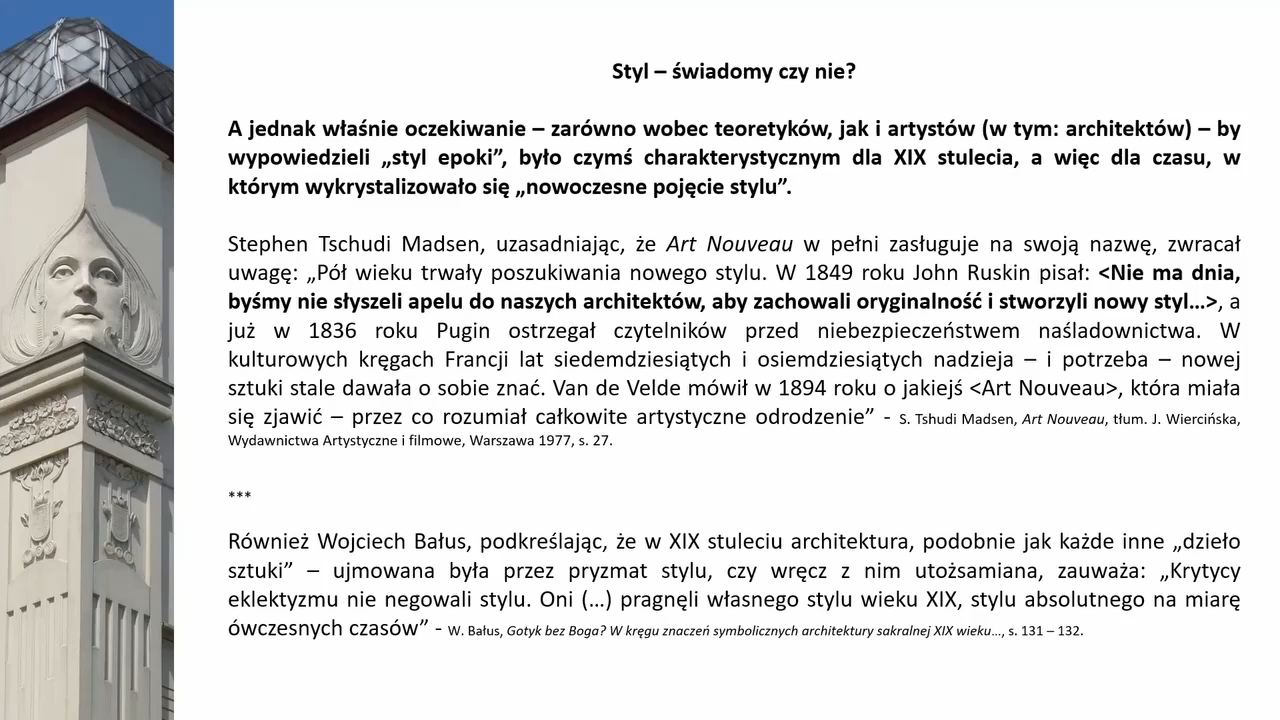 Styl – świadomy czy nie?
A jednak właśnie oczekiwanie – zarówno wobec teoretyków, jak i artystów (w tym: architektów) – by
wypowiedzieli „styl epoki”, było czymś charakterystycznym dla XIX stulecia, a więc dla czasu, w
którym wykrystalizowało się „nowoczesne pojęcie stylu”.
Stephen Tschudi Madsen, uzasadniając, że Art Nouveau w pełni zasługuje na swoją nazwę, zwracał
uwagę: „Pół wieku trwały poszukiwania nowego stylu. W 1849 roku John Ruskin pisał: <Nie ma dnia,
byśmy nie słyszeli apelu do naszych architektów, aby zachowali oryginalność i stworzyli nowy styl…>, a
już w 1836 roku Pugin ostrzegał czytelników przed niebezpieczeństwem naśladownictwa. W
kulturowych kręgach Francji lat siedemdziesiątych i osiemdziesiątych nadzieja – i potrzeba – nowej
sztuki stale dawała o sobie znać. Van de Velde mówił w 1894 roku o jakiejś <Art Nouveau>, która miała
się zjawić – przez co rozumiał całkowite artystyczne odrodzenie” - S. Tshudi Madsen, Art Nouveau, tłum. J. Wiercińska,
Wydawnictwa Artystyczne i filmowe, Warszawa 1977, s. 27.
***
Również Wojciech Bałus, podkreślając, że w XIX stuleciu architektura, podobnie jak każde inne „dzieło
sztuki” – ujmowana była przez pryzmat stylu, czy wręcz z nim utożsamiana, zauważa: „Krytycy
eklektyzmu nie negowali stylu. Oni (…) pragnęli własnego stylu wieku XIX, stylu absolutnego na miarę
ówczesnych czasów” - W. Bałus, Gotyk bez Boga? W kręgu znaczeń symbolicznych architektury sakralnej XIX wieku…, s. 131 – 132.